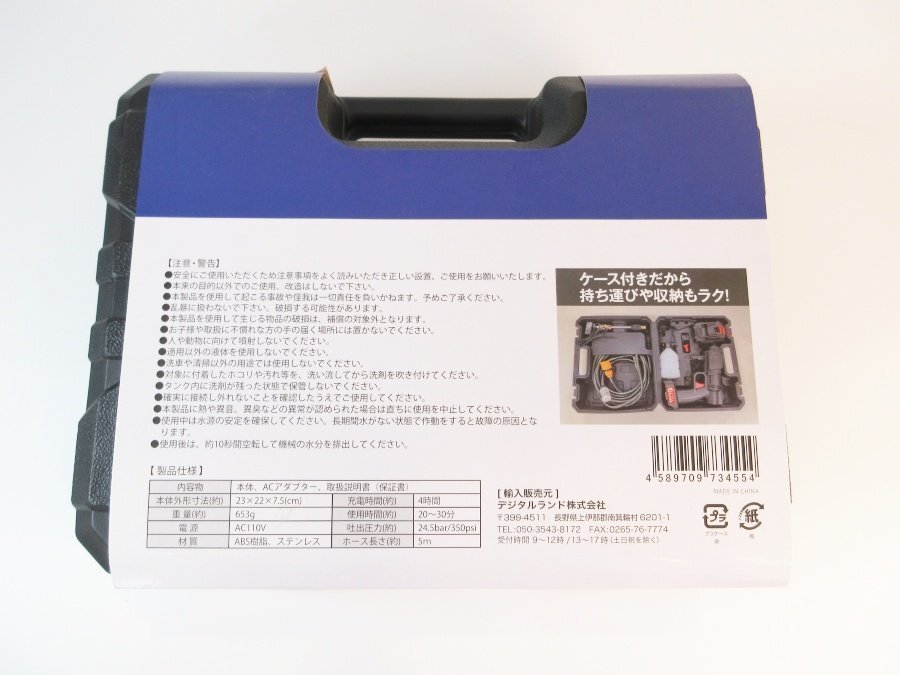 【注意・警告】
●安全にご使用いただくため注意事項をよく読みいただき正しい設置、ご使用をお願いいたします。
●本来の目的以外でのご使用、改造はしないで下さい。
●本製品を使用して起こる事故や怪我は一切責任を負いかねます。予めご了承ください。
●乱暴に扱わないで下さい。破損する可能性があります。
●本製品を使用して生じる物品の破損は、補償の対象外となります。
●お子様や取扱に不慣れな方の手の届く場所には置かないでください。
●人や動物に向けて噴射しないでください。
●適用以外の液体を使用しないでください。
●洗車や清掃以外の用途では使用しないでください。
●対象に付着したホコリや汚れ等を、洗い流してから洗剤を吹き付けてください。
●タンク内に洗剤が残った状態で保管しないでください。
●確実に接続し外れないことを確認したうえでご使用してください。
●本製品に熱や異音、異臭などの異常が認められた場合は直ちに使用を中止してください。
●使用中は水源の安定を確保してください。長期間水がない状態で作動をすると故障の原因とな
ります。
●使用後は、約10秒間空転して機械の水分を排出してください。
ケース付きだから
持ち運びや収納もラク!
【製品仕様】
内容物 本体、ACアダプター、取扱説明書（保証書）
本体外形寸法(約) 23×22×7.5(cm) 充電時間(約) 4時間
重量(約) 653g 使用時間(約) 20～30分
電源 AC110V 吐出圧力(約) 24.5bar/350psi
材質 ABS樹脂、ステンレス ホース長さ(約) 5m
4 589709 734554
MADE IN CHINA
[輸入販売元]
デジタルランド株式会社
〒399-4511 長野県上伊那郡南箕輪村6201-1
TEL:050-3543-8172 FAX:0265-76-7774
受付時間 9～12時 / 13～17時 (土日祝を除く)
プラ
プラケース
袋
紙
箱